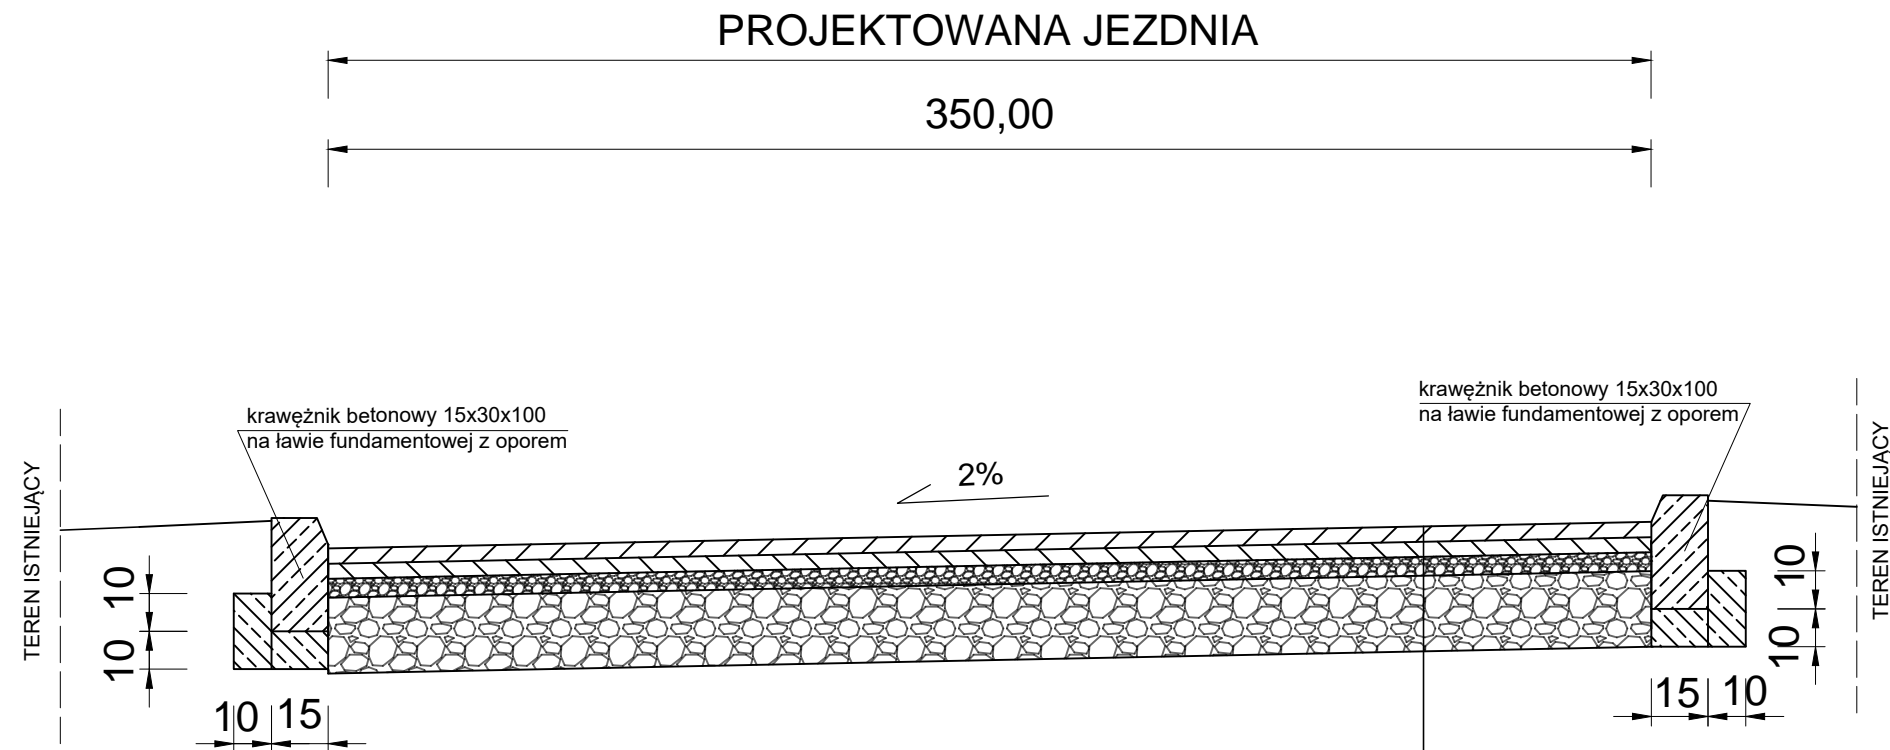 PROJEKTOWANA JEZDNIA
350,00
krawężnik betonowy 15x30x100
na ławie fundamentowej z oporem
krawężnik betonowy 15x30x100
na ławie fundamentowej z oporem
2%
TEREN ISTNIEJĄCY
TEREN ISTNIEJĄCY
10
10
10
10
10 15
15 10